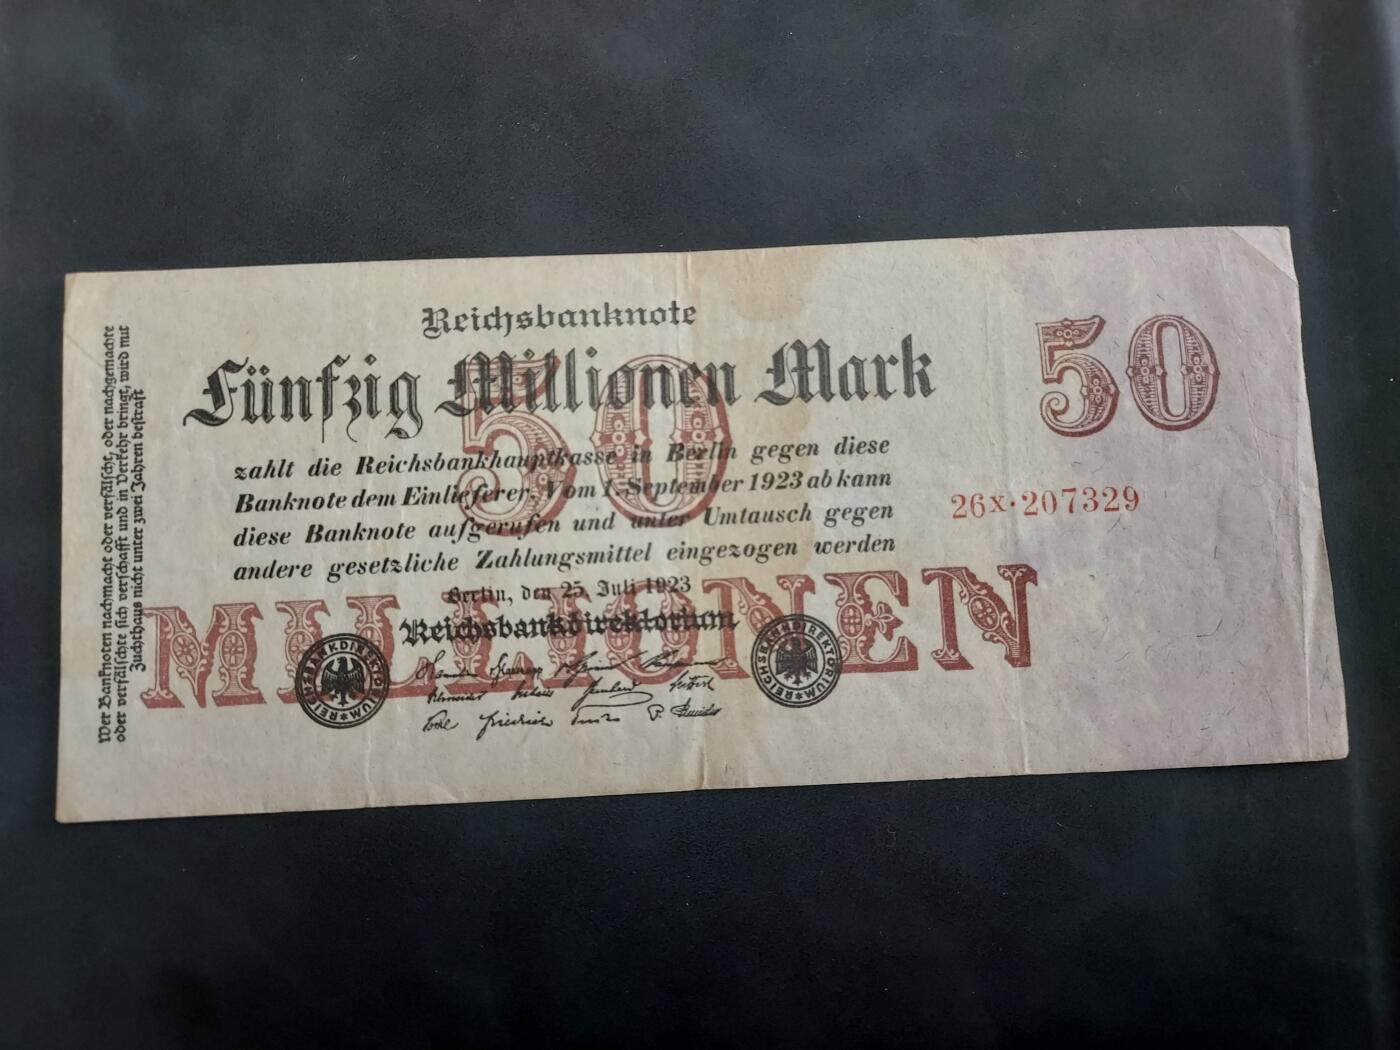 Reichsbanknote
Fünfzig Millionen Mark
50
50
zahlt die Reichsbankhauptkasse in Berlin gegen diese
Banknote dem Einlieferer. Vom 1. September 1923 ab kann
diese Banknote aufgerufen und unter Umtausch gegen
andere gesetzliche Zahlungsmittel eingezogen werden
26x·207329
Berlin, den 25. Juli 1923
Reichsbankdirektorium
MILLIONEN
REICHSBANKDIREKTORIUM
REICHSBANKDIREKTORIUM
Wer Banknoten nachmacht oder verfälscht, oder nachgemachte
oder verfälschte sich verschafft und in Verkehr bringt, wird mit
Zuchthaus nicht unter zwei Jahren bestraft